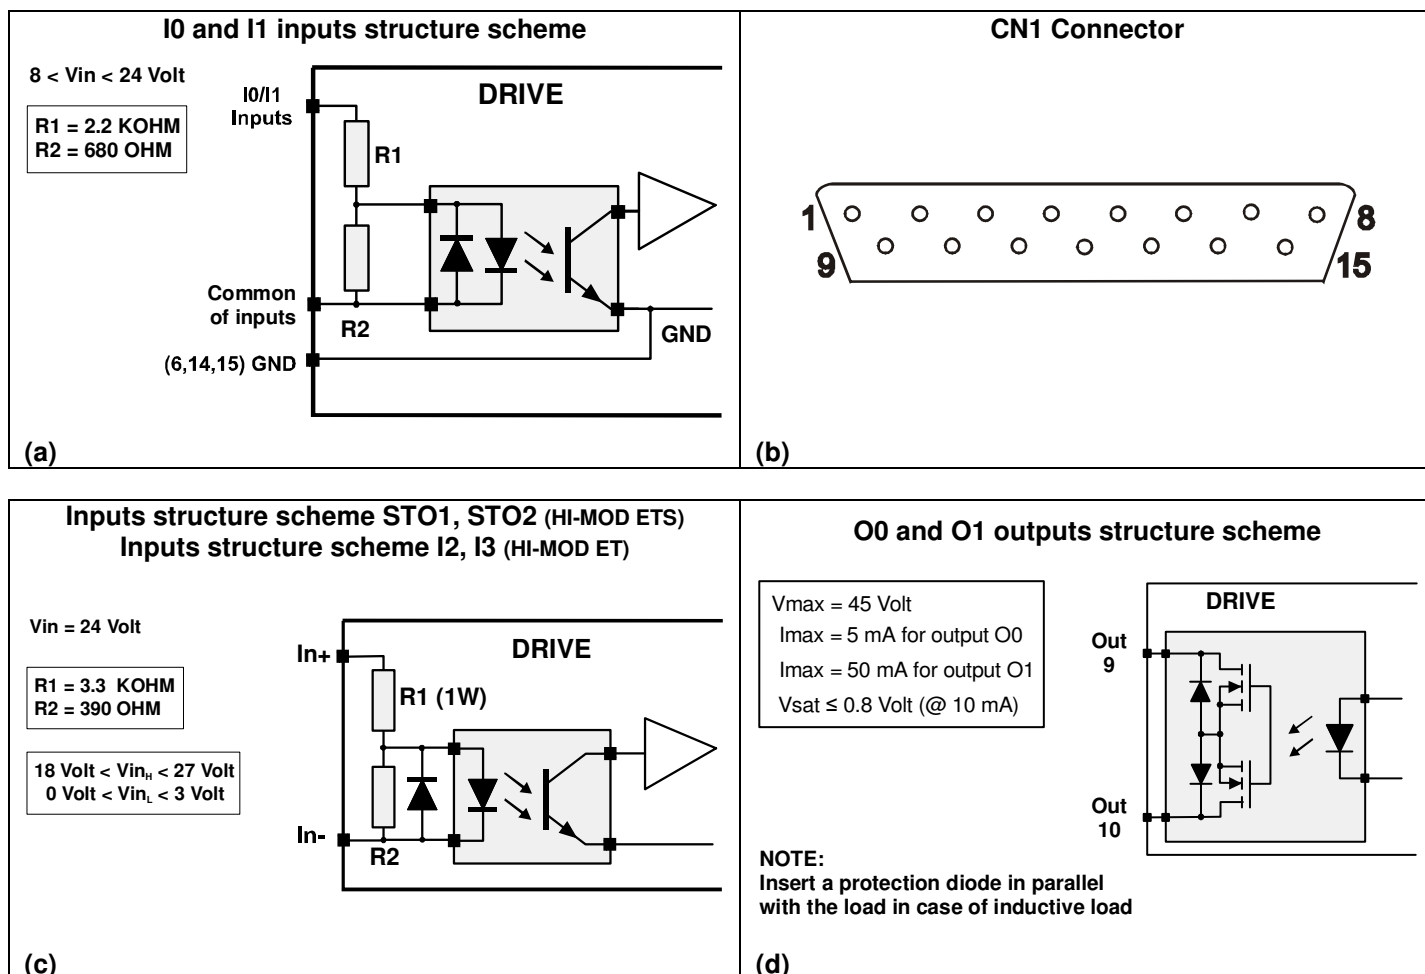 I0 and I1 inputs structure scheme
8 < Vin < 24 Volt
R1 = 2.2 KOHM
R2 = 680 OHM
I0/I1
Inputs
DRIVE
R1
Common
of inputs
R2
GND
(6,14,15) GND
(a)
CN1 Connector
1
8
9
15
(b)
Inputs structure scheme STO1, STO2 (HI-MOD ETS)
Inputs structure scheme I2, I3 (HI-MOD ET)
Vin = 24 Volt
R1 = 3.3 KOHM
R2 = 390 OHM
18 Volt < VinH < 27 Volt
0 Volt < VinL < 3 Volt
In+
DRIVE
R1 (1W)
In-
R2
(c)
O0 and O1 outputs structure scheme
Vmax = 45 Volt
Imax = 5 mA for output O0
Imax = 50 mA for output O1
Vsat ≤ 0.8 Volt (@ 10 mA)
DRIVE
Out
9
Out
10
NOTE:
Insert a protection diode in parallel
with the load in case of inductive load
(d)